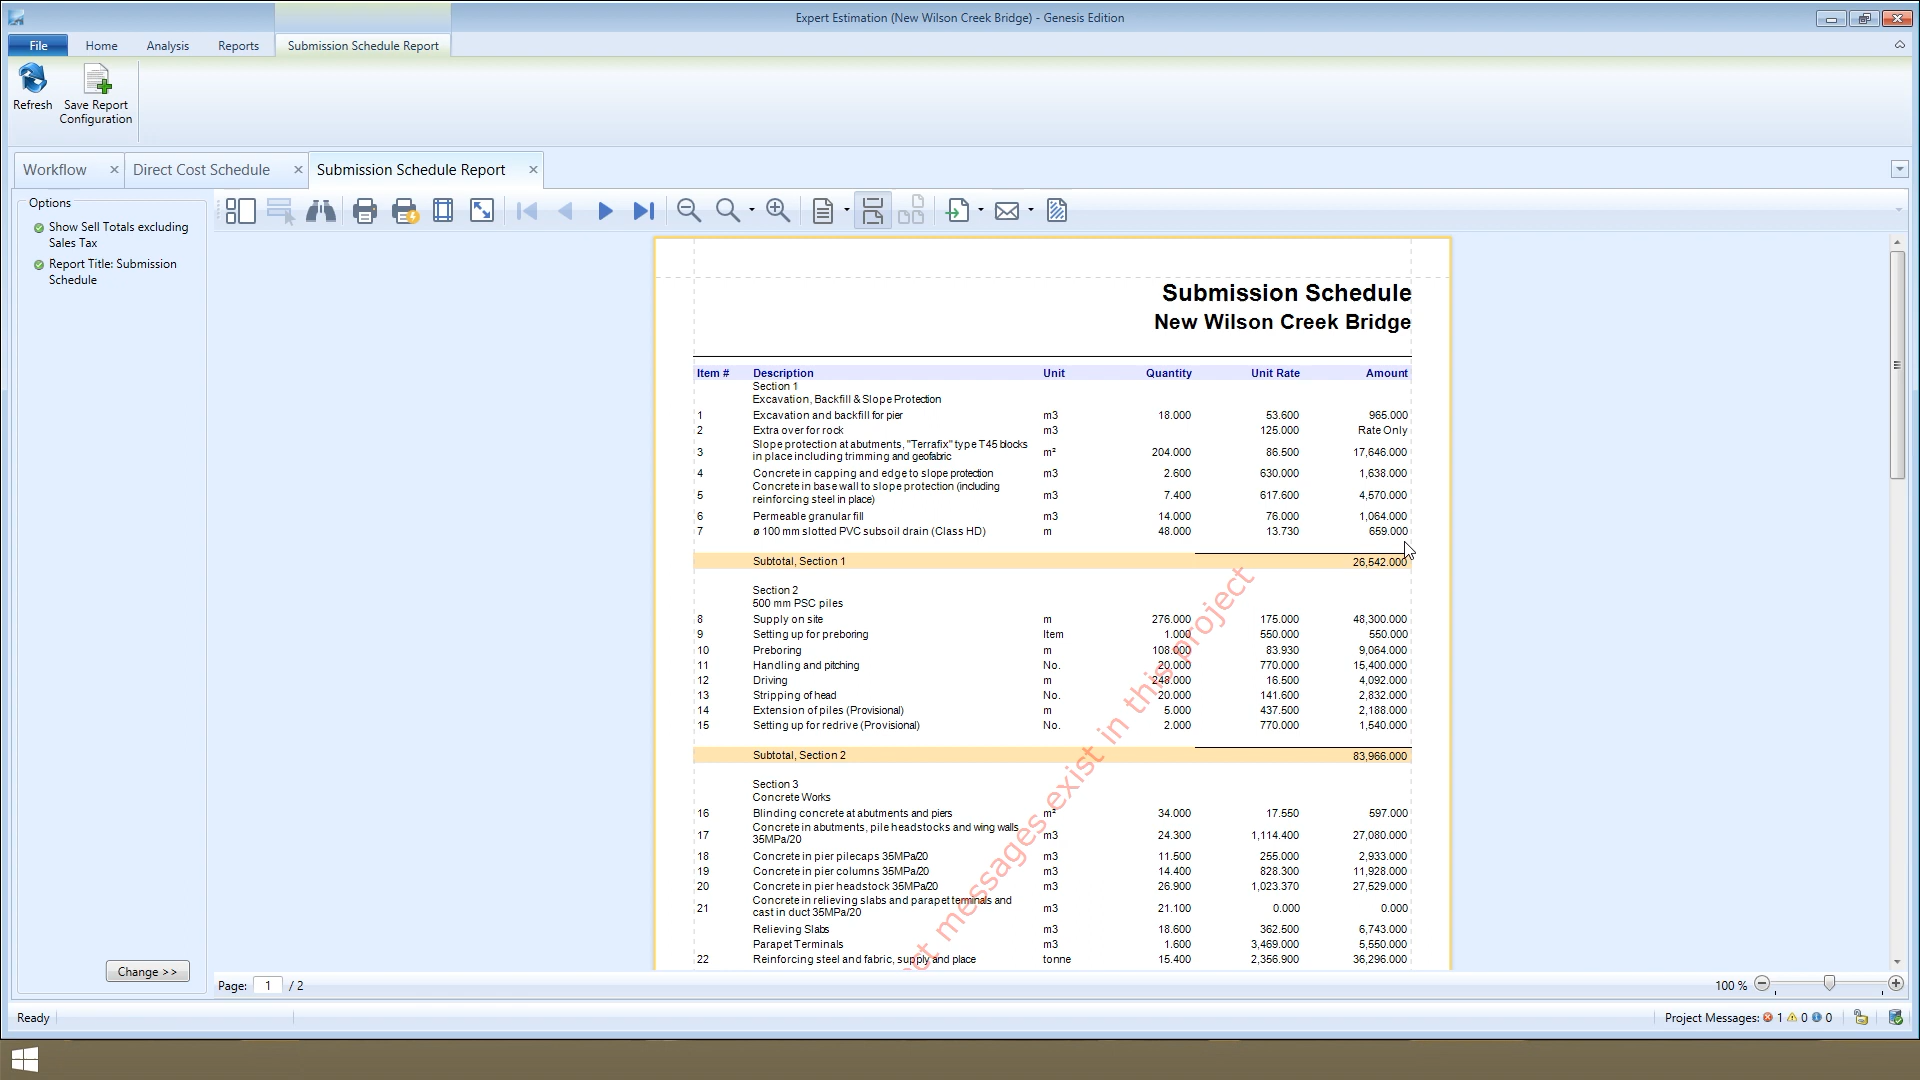 Expert Estimation (New Wilson Creek Bridge) - Genesis Edition
File Home Analysis Reports Submission Schedule Report
Refresh Save Report Configuration
Workflow Direct Cost Schedule Submission Schedule Report
Options
Show Sell Totals excluding
Sales Tax
Report Title: Submission
Schedule
Change >>
Submission Schedule
New Wilson Creek Bridge
Item # Description Unit Quantity Unit Rate Amount
Section 1
Excavation, Backfill & Slope Protection
1 Excavation and backfill for pier m3 18.000 53.600 965.000
2 Extra over for rock m3 125.000 Rate Only
3 Slope protection at abutments, "Terrafix" type T45 blocks
in place including trimming and geofabric m² 204.000 86.500 17,646.000
4 Concrete in capping and edge to slope protection m3 2.600 630.000 1,638.000
5 Concrete in base wall to slope protection (including
reinforcing steel in place) m3 7.400 617.600 4,570.000
6 Permeable granular fill m3 14.000 76.000 1,064.000
7 ø 100 mm slotted PVC subsoil drain (Class HD) m 48.000 13.730 659.000
Subtotal, Section 1 26,542.000
Section 2
500 mm PSC piles
8 Supply on site m 276.000 175.000 48,300.000
9 Setting up for preboring Item 1.000 550.000 550.000
10 Preboring m 108.000 83.930 9,064.000
11 Handling and pitching No. 20.000 770.000 15,400.000
12 Driving m 248.000 16.500 4,092.000
13 Stripping of head No. 20.000 141.600 2,832.000
14 Extension of piles (Provisional) m 5.000 437.500 2,188.000
15 Setting up for redrive (Provisional) No. 2.000 770.000 1,540.000
Subtotal, Section 2 83,966.000
Section 3
Concrete Works
16 Blinding concrete at abutments and piers m² 34.000 17.550 597.000
17 Concrete in abutments, pile headstocks and wing walls
35MPa/20 m3 24.300 1,114.400 27,080.000
18 Concrete in pier pilecaps 35MPa/20 m3 11.500 255.000 2,933.000
19 Concrete in pier columns 35MPa/20 m3 14.400 828.300 11,928.000
20 Concrete in pier headstock 35MPa/20 m3 26.900 1,023.370 27,529.000
21 Concrete in relieving slabs and parapet terminals and
cast in duct 35MPa/20 m3 21.100 0.000 0.000
Relieving Slabs m3 18.600 362.500 6,743.000
Parapet Terminals m3 1.600 3,469.000 5,550.000
22 Reinforcing steel and fabric, supply and place tonne 15.400 2,356.900 36,296.000
ect messages exist in this project
Page: 1 / 2
100 %
Ready
Project Messages: 1 0 0